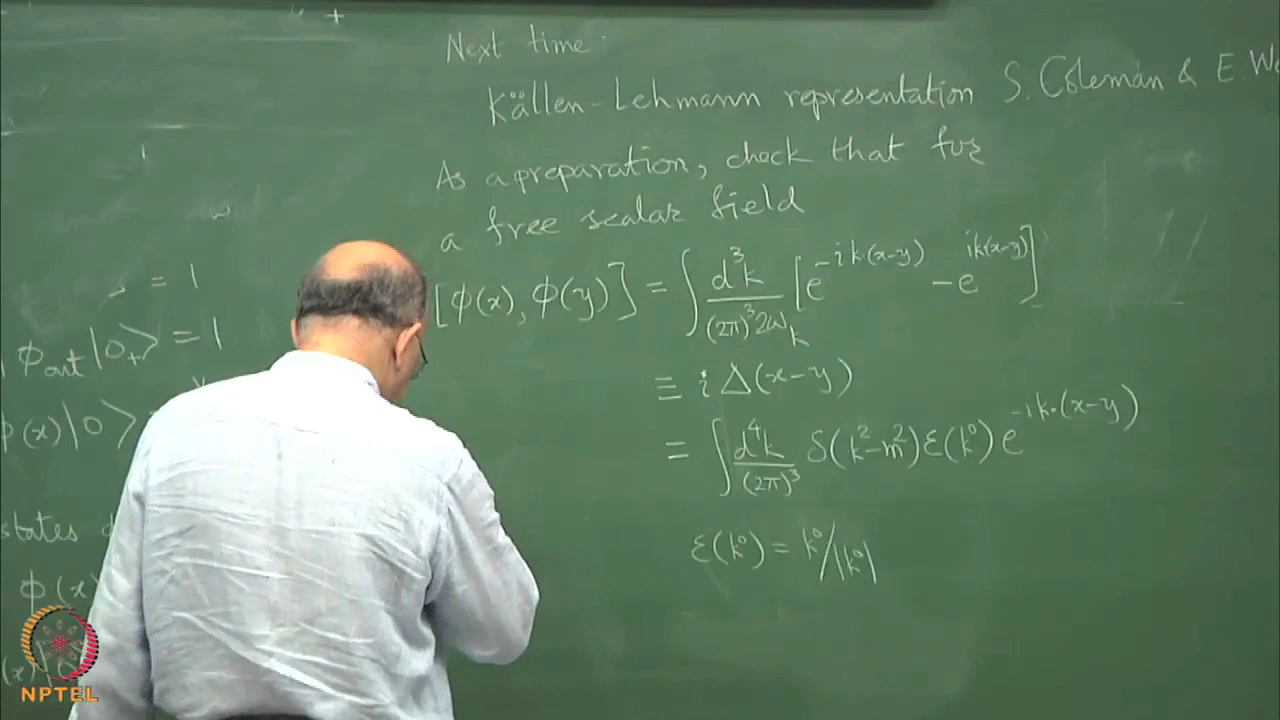 Next time
Källen-Lehmann representation S. Coleman & E.
As a preparation, check that for
a free scalar field
[ϕ(x), ϕ(y)] = ∫ d³k/(2π)³2ω_k [e^{-ik(x-y)} - e^{ik(x-y)}]
≡ i Δ(x-y)
= ∫ d⁴k/(2π)³ δ(k²-m²) ε(k⁰) e^{-ik·(x-y)}
ε(k⁰) = k⁰/|k⁰|
= 1
ϕ_out |0_+> = 1
ϕ(x)|0>
states
ϕ(x)
(x)
NPTEL